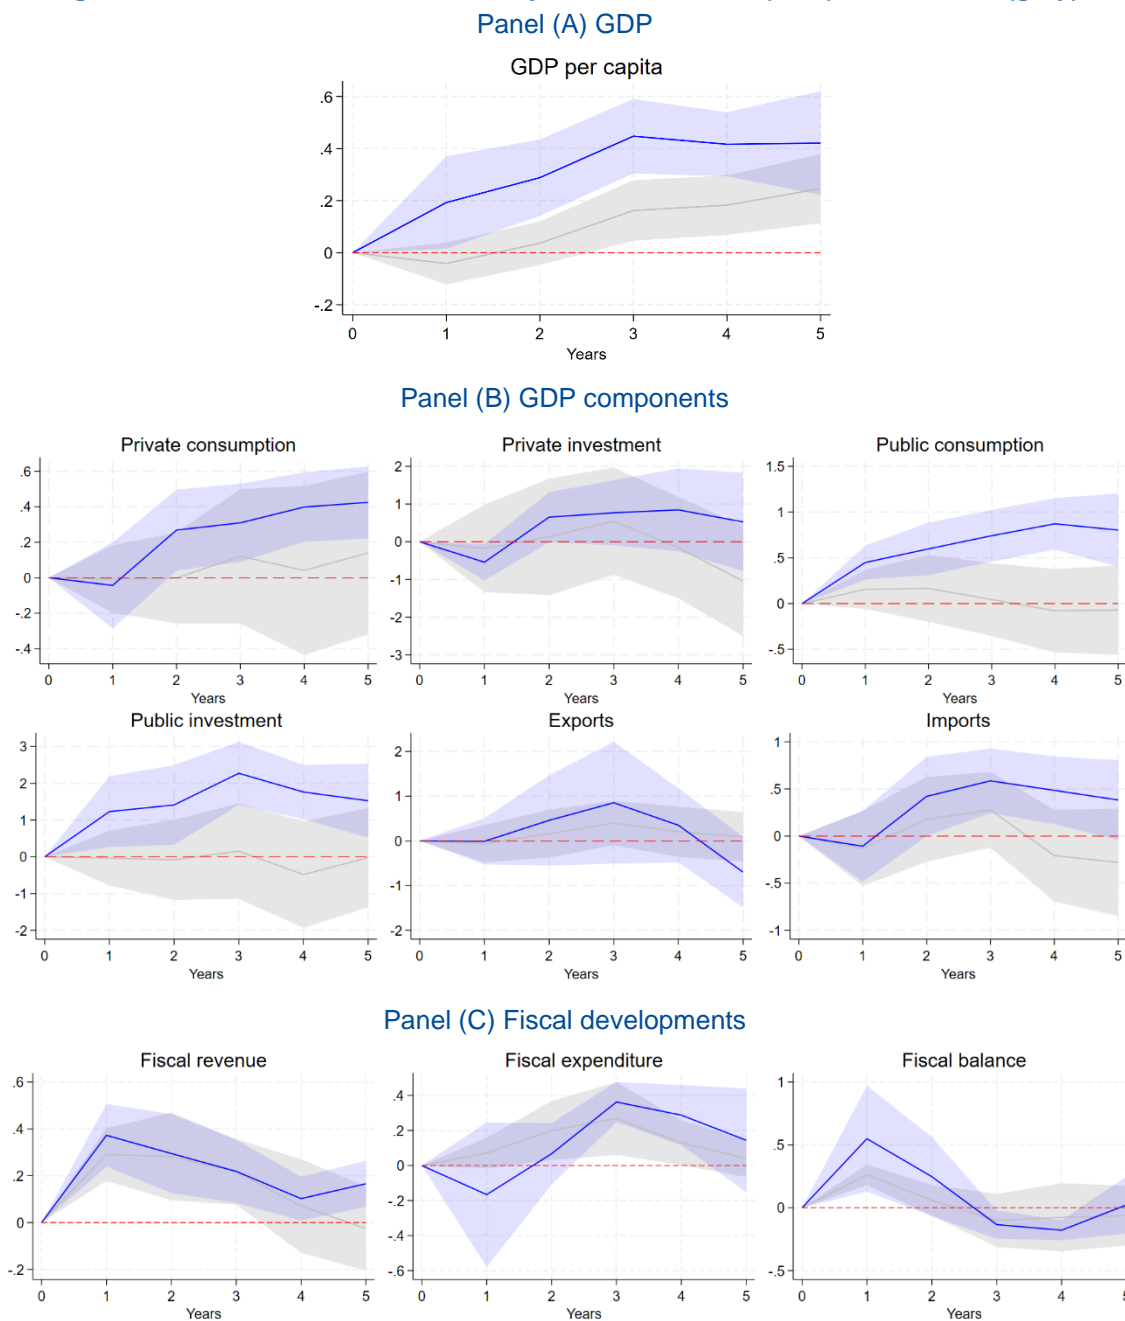 Panel (A) GDP
GDP per capita
.6
.4
.2
0
-.2
0 1 2 3 4 5
Years
Panel (B) GDP components
Private consumption
.6
.4
.2
0
-.2
-.4
0 1 2 3 4 5
Years
Private investment
2
1
0
-1
-2
-3
0 1 2 3 4 5
Years
Public consumption
1.5
1
.5
0
-.5
0 1 2 3 4 5
Years
Public investment
3
2
1
0
-1
-2
0 1 2 3 4 5
Years
Exports
2
1
0
-1
-2
0 1 2 3 4 5
Years
Imports
1
.5
0
-.5
-1
0 1 2 3 4 5
Years
Panel (C) Fiscal developments
Fiscal revenue
.6
.4
.2
0
-.2
0 1 2 3 4 5
Years
Fiscal expenditure
.4
.2
0
-.2
-.4
-.6
0 1 2 3 4 5
Years
Fiscal balance
1
.5
0
-.5
0 1 2 3 4 5
Years